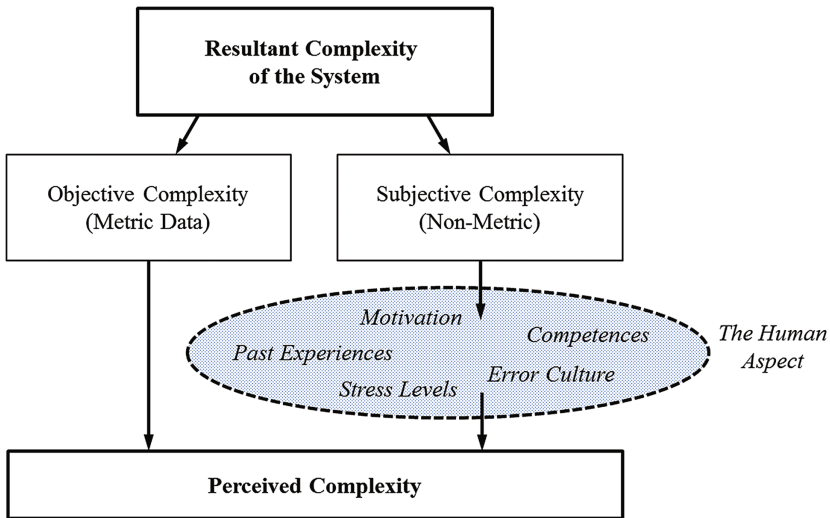 Resultant Complexity
of the System
Objective Complexity
(Metric Data)
Subjective Complexity
(Non-Metric)
Motivation
Competences
Past Experiences
Error Culture
Stress Levels
The Human
Aspect
Perceived Complexity